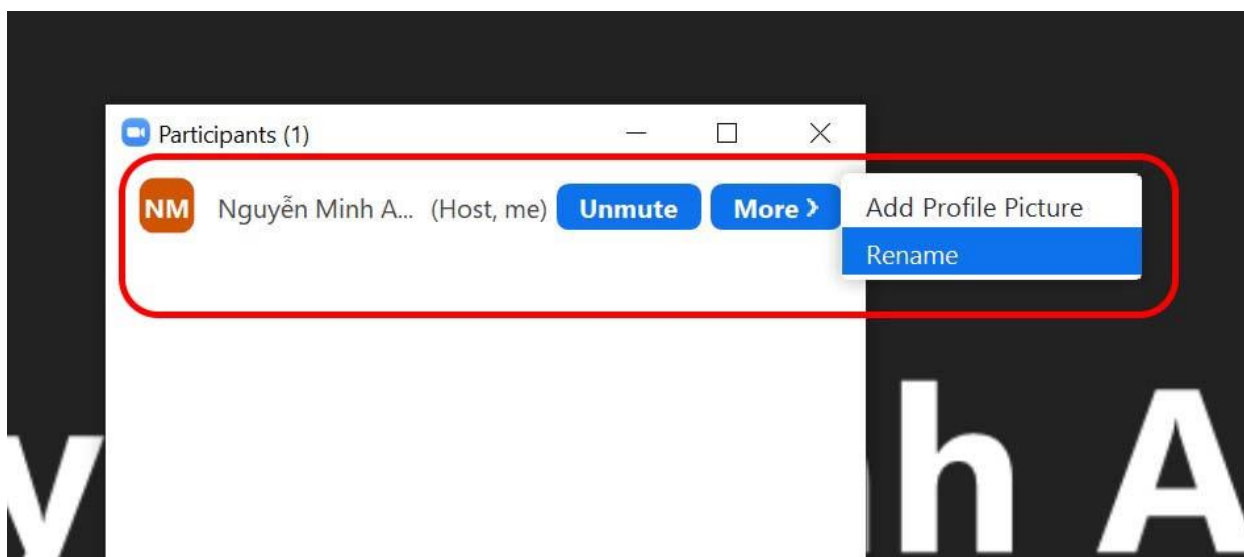 Participants (1)
NM Nguyễn Minh A... (Host, me) Unmute More > Add Profile Picture
Rename
y h A